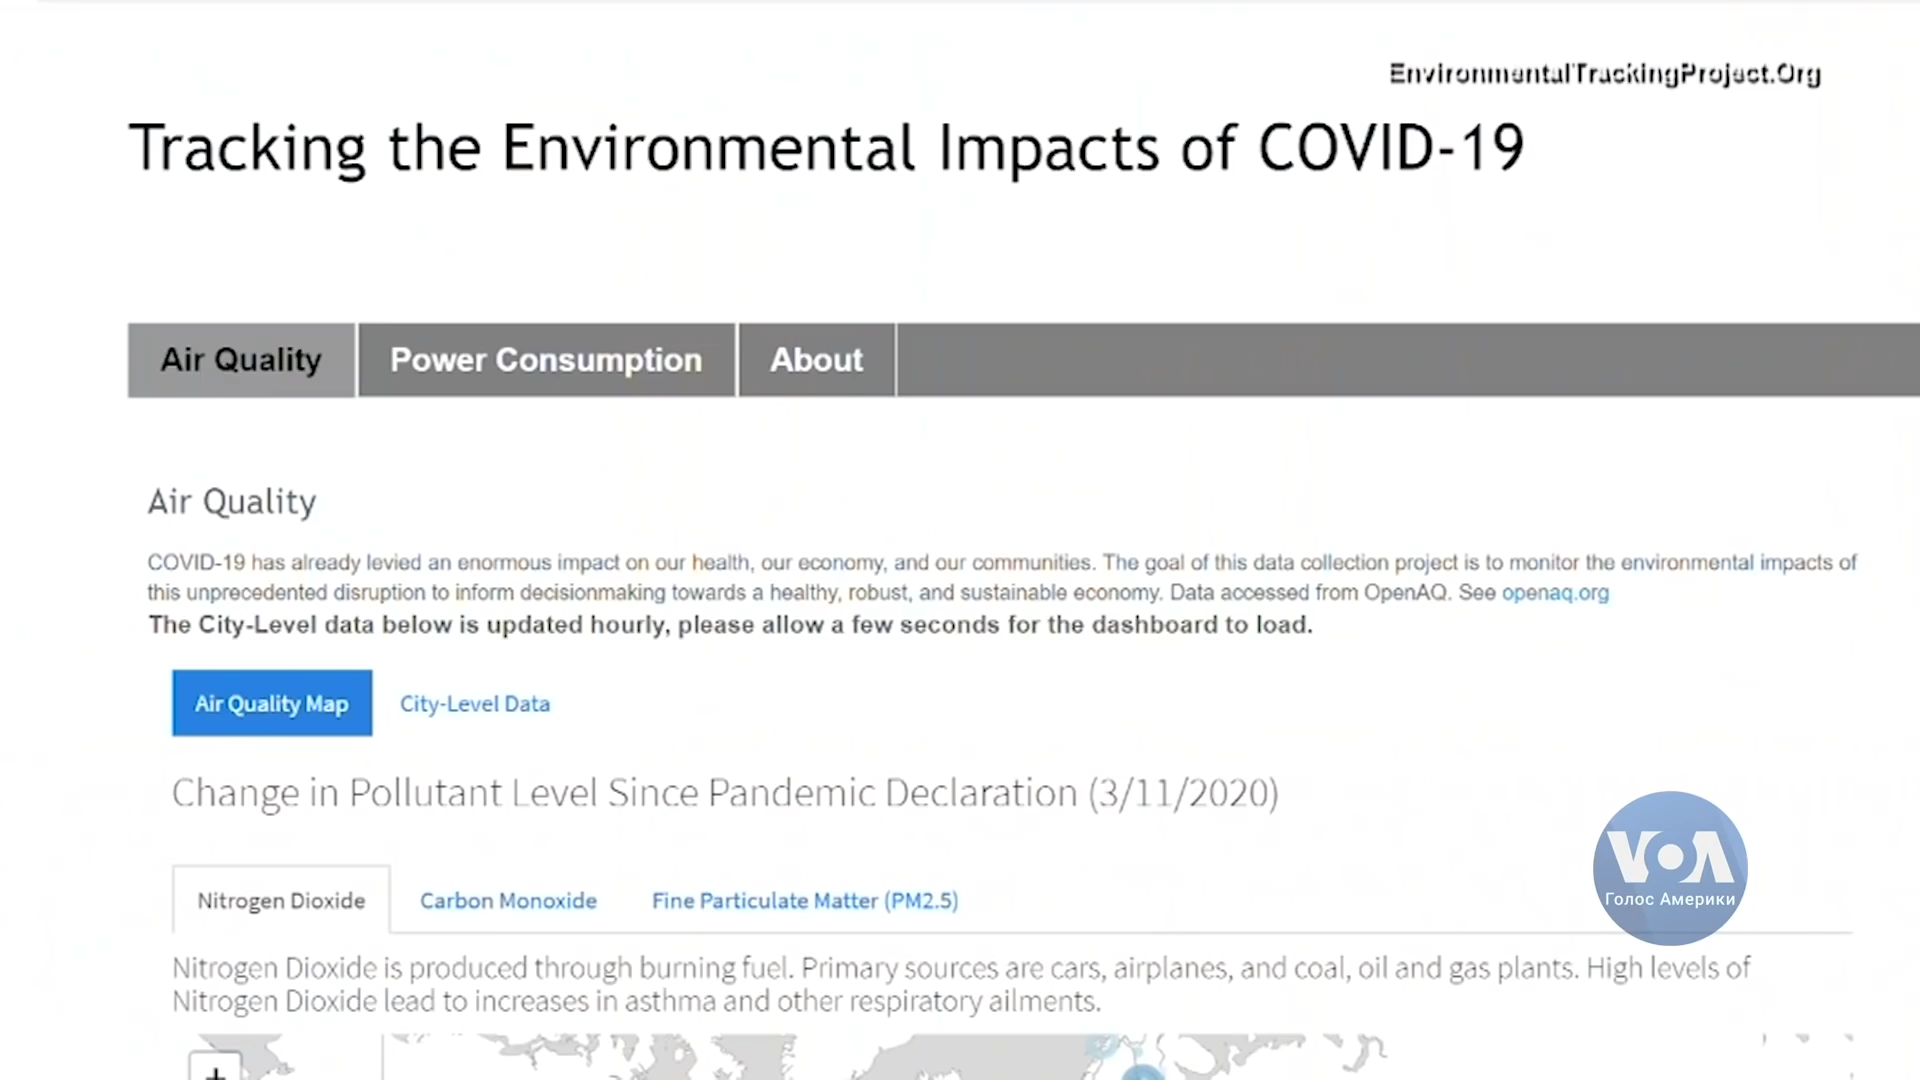 EnvironmentalTrackingProject.Org
Tracking the Environmental Impacts of COVID-19
Air Quality
Power Consumption
About
Air Quality
COVID-19 has already levied an enormous impact on our health, our economy, and our communities. The goal of this data collection project is to monitor the environmental impacts of
this unprecedented disruption to inform decisionmaking towards a healthy, robust, and sustainable economy. Data accessed from OpenAQ. See openaq.org
The City-Level data below is updated hourly, please allow a few seconds for the dashboard to load.
Air Quality Map
City-Level Data
Change in Pollutant Level Since Pandemic Declaration (3/11/2020)
Nitrogen Dioxide
Carbon Monoxide
Fine Particulate Matter (PM2.5)
VOA
Голос Америки
Nitrogen Dioxide is produced through burning fuel. Primary sources are cars, airplanes, and coal, oil and gas plants. High levels of
Nitrogen Dioxide lead to increases in asthma and other respiratory ailments.
+